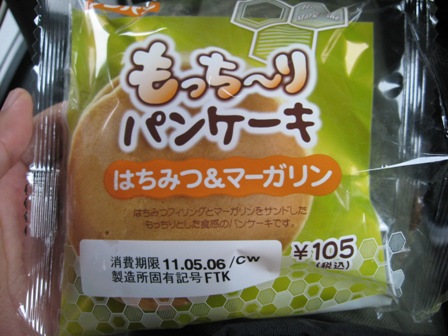 もっち〜り
パンケーキ
はちみつ&マーガリン
はちみつフィリングとマーガリンをサンドした
もっちりとした食感のパンケーキです。
¥105
(税込)
消費期限 11.05.06/CW
製造所固有記号 FTK